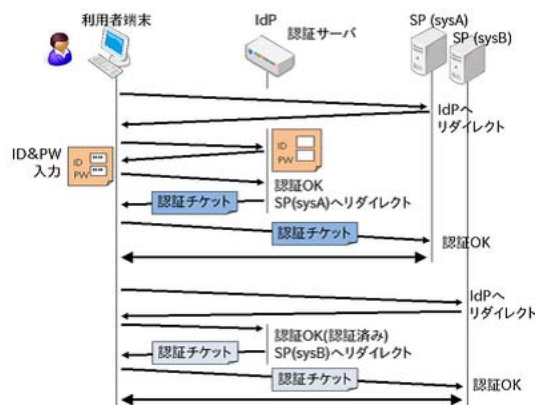 利用者端末
IdP
認証サーバ
SP (sysA)
SP (sysB)
IdPへ
リダイレクト
ID&PW
入力
ID
PW
ID
PW
認証OK
SP(sysA)へリダイレクト
認証チケット
認証チケット
認証OK
IdPへ
リダイレクト
認証OK(認証済み)
SP(sysB)へリダイレクト
認証チケット
認証チケット
認証OK